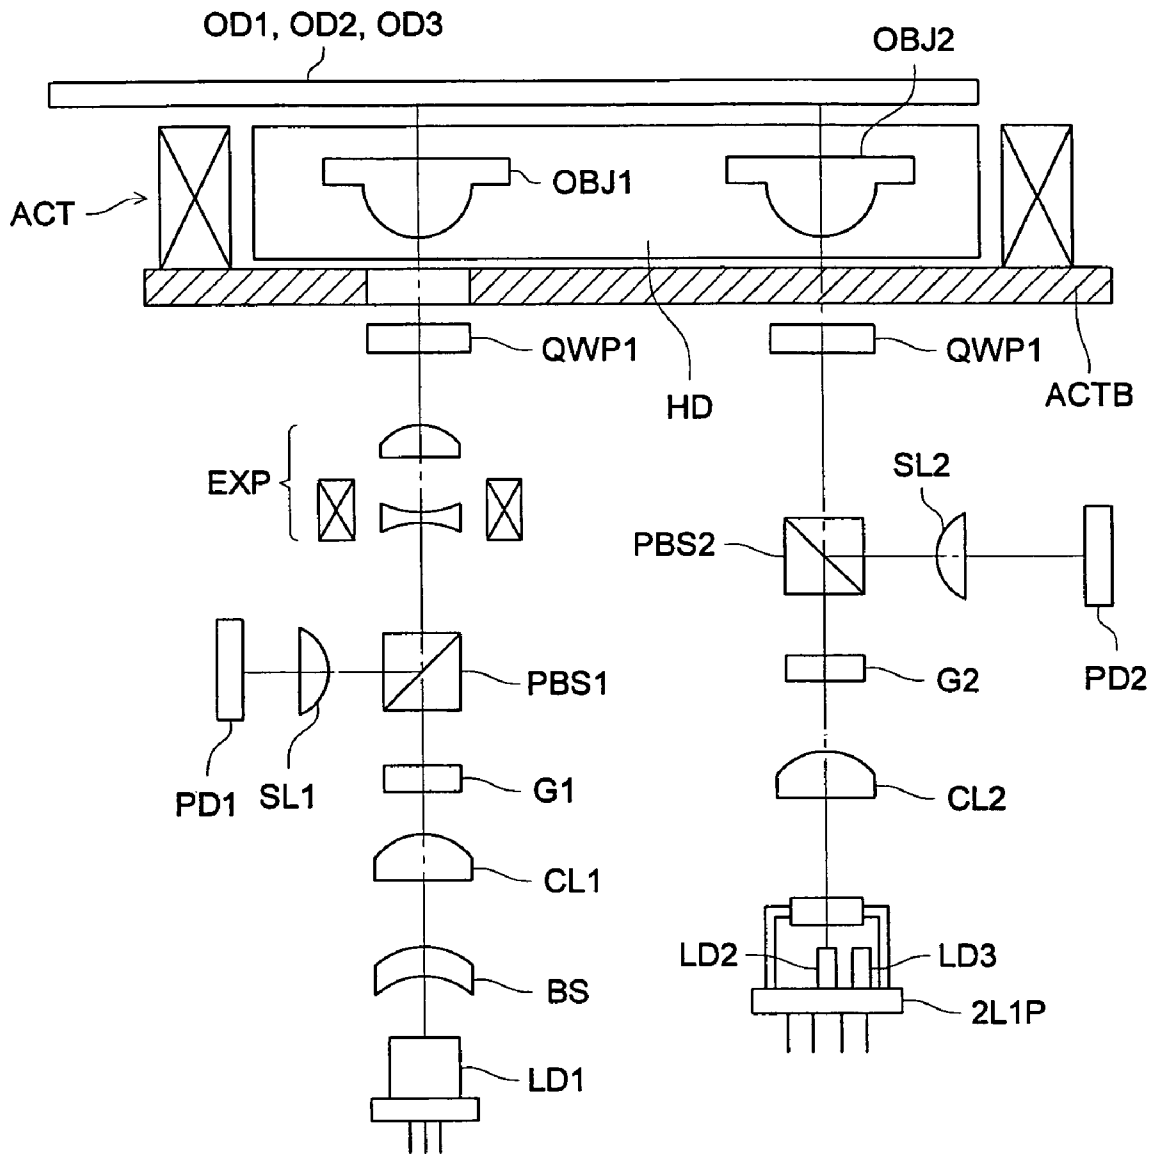 OD1, OD2, OD3
OBJ2
OBJ1
ACT
QWP1
QWP1
HD
ACTB
EXP
SL2
PBS2
PBS1
G2
PD2
PD1
SL1
G1
CL2
CL1
LD2
LD3
BS
2L1P
LD1